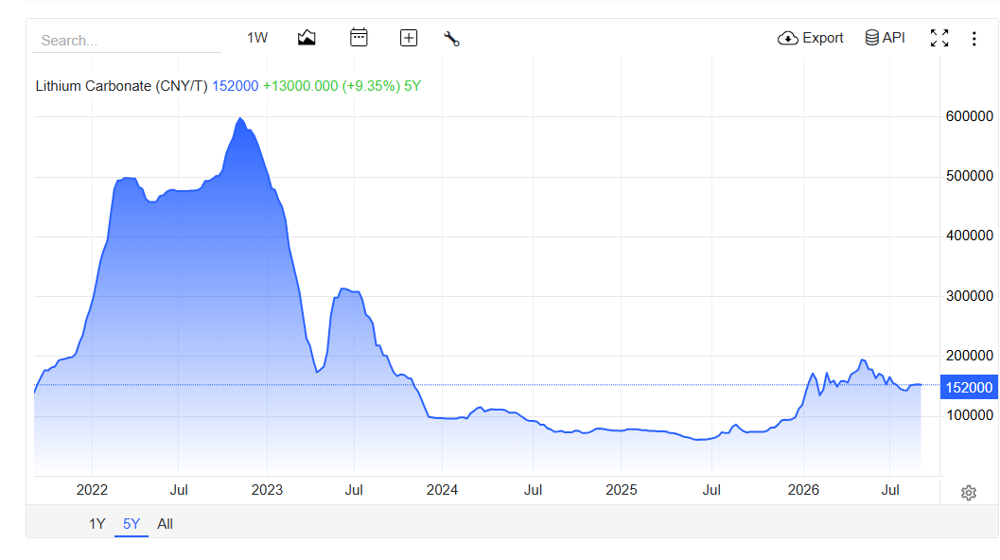 Search... 1W Export API
Lithium Carbonate (CNY/T) 152000 +13000.000 (+9.35%) 5Y
600000
500000
400000
300000
200000
152000
100000
2022 Jul 2023 Jul 2024 Jul 2025 Jul 2026 Jul
1Y 5Y All